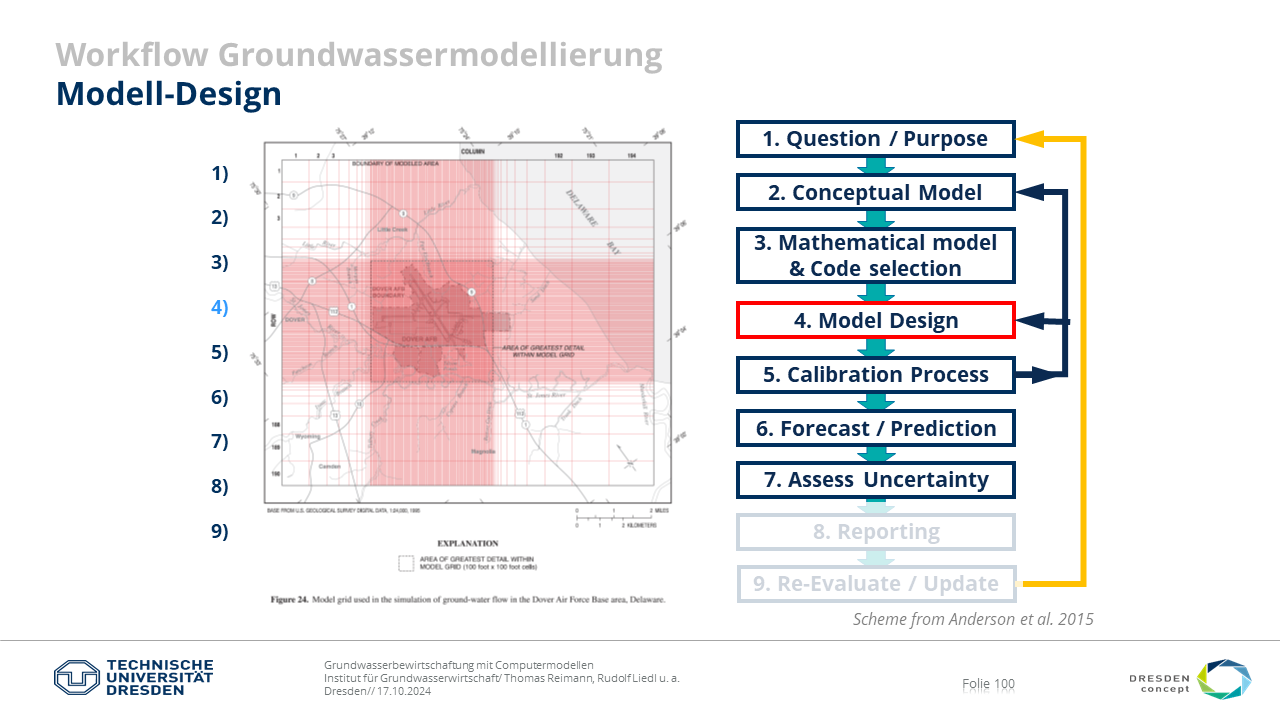 Workflow Groundwassermodellierung
Modell-Design
1)
2)
3)
4)
5)
6)
7)
8)
9)
COLUMN
1 2 3
192 193 194
BOUNDARY OF MODELED AREA
1
2
3
ROW
DELAWARE
BAY
Little Creek
DOVER
DOVER AFB
BOUNDARY
DOVER AFB
AREA OF GREATEST DETAIL
WITHIN MODEL GRID
188
189
190
Wyoming
Camden
Magnolia
BASE FROM U.S. GEOLOGICAL SURVEY DIGITAL DATA, 1:24,000, 1995
0 1 2 MILES
0 1 2 KILOMETERS
EXPLANATION
AREA OF GREATEST DETAIL WITHIN
MODEL GRID (100 foot x 100 foot cells)
Figure 24. Model grid used in the simulation of ground-water flow in the Dover Air Force Base area, Delaware.
1. Question / Purpose
2. Conceptual Model
3. Mathematical model
& Code selection
4. Model Design
5. Calibration Process
6. Forecast / Prediction
7. Assess Uncertainty
8. Reporting
9. Re-Evaluate / Update
Scheme from Anderson et al. 2015
TECHNISCHE
UNIVERSITÄT
DRESDEN
Grundwasserbewirtschaftung mit Computermodellen
Institut für Grundwasserwirtschaft/ Thomas Reimann, Rudolf Liedl u. a.
Dresden// 17.10.2024
Folie 100
DRESDEN
concept